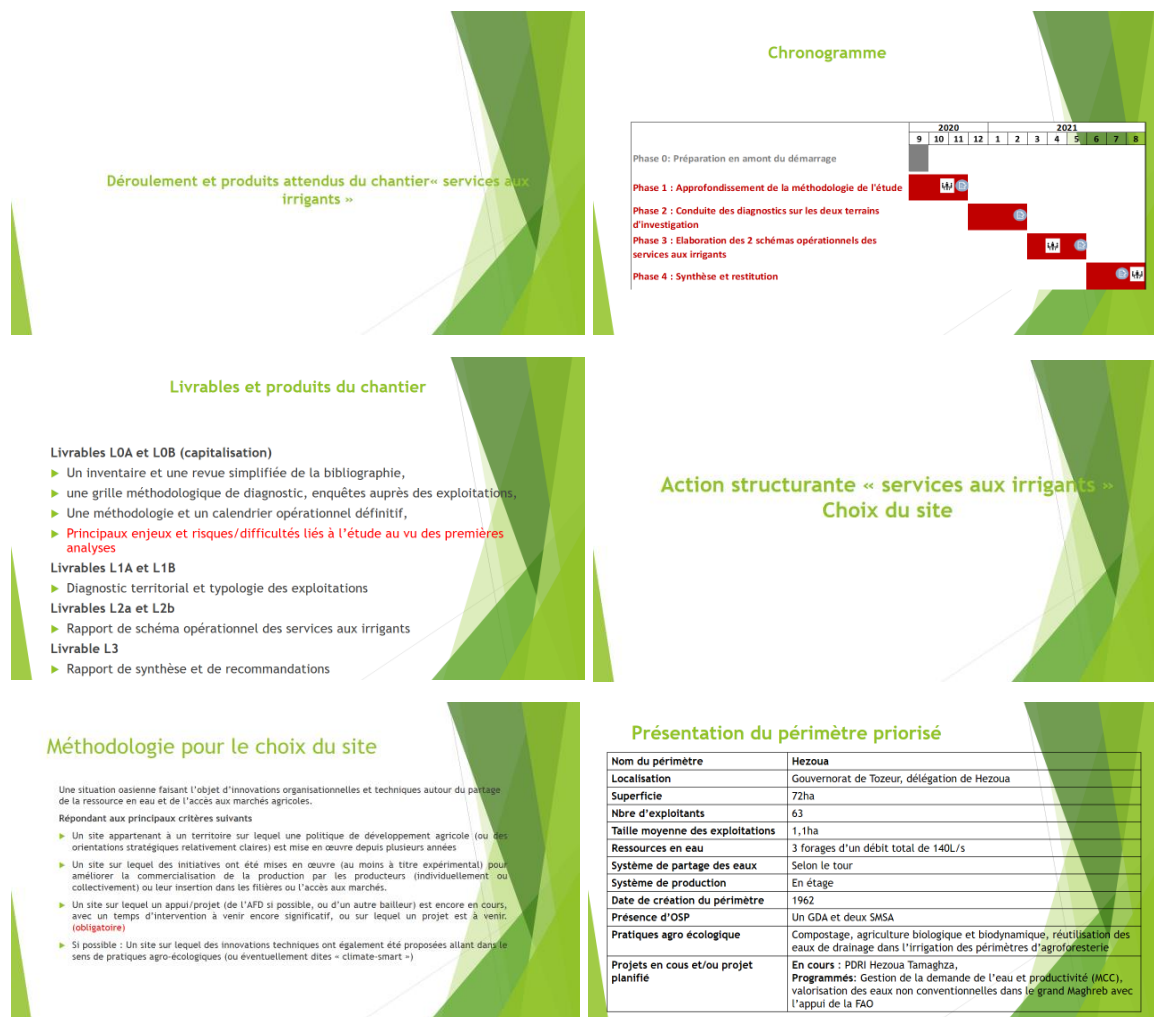 Déroulement et produits attendus du chantier« services aux
irrigants »
Chronogramme
2020 2021
9 10 11 12 1 2 3 4 5 6 7 8
Phase 0: Préparation en amont du démarrage
Phase 1 : Approfondissement de la méthodologie de l'étude
Phase 2 : Conduite des diagnostics sur les deux terrains
d'investigation
Phase 3 : Elaboration des 2 schémas opérationnels des
services aux irrigants
Phase 4 : Synthèse et restitution
Livrables et produits du chantier
Livrables L0A et L0B (capitalisation)
Un inventaire et une revue simplifiée de la bibliographie,
une grille méthodologique de diagnostic, enquêtes auprès des exploitations,
Une méthodologie et un calendrier opérationnel définitif,
Principaux enjeux et risques/difficultés liés à l'étude au vu des premières
analyses
Livrables L1A et L1B
Diagnostic territorial et typologie des exploitations
Livrables L2a et L2b
Rapport de schéma opérationnel des services aux irrigants
Livrable L3
Rapport de synthèse et de recommandations
Action structurante « services aux irrigants »
Choix du site
Méthodologie pour le choix du site
Une situation oasienne faisant l'objet d'innovations organisationnelles et techniques autour du partage
de la ressource en eau et de l'accès aux marchés agricoles.
Répondant aux principaux critères suivants
Un site appartenant à un territoire sur lequel une politique de développement agricole (ou des
orientations stratégiques relativement claires) est mise en œuvre depuis plusieurs années
Un site sur lequel des initiatives ont été mises en œuvre (au moins à titre expérimental) pour
améliorer la commercialisation de la production par les producteurs (individuellement ou
collectivement) ou leur insertion dans les filières ou l'accès aux marchés.
Un site sur lequel un appui/projet (de l'AFD si possible, ou d'un autre bailleur) est encore en cours,
avec un temps d'intervention à venir encore significatif, ou sur lequel un projet est à venir.
(obligatoire)
Si possible : Un site sur lequel des innovations techniques ont également été proposées allant dans le
sens de pratiques agro-écologiques (ou éventuellement dites « climate-smart »)
Présentation du périmètre priorisé
Nom du périmètre Hezoua
Localisation Gouvernorat de Tozeur, délégation de Hezoua
Superficie 72ha
Nbre d'exploitants 63
Taille moyenne des exploitations 1,1ha
Ressources en eau 3 forages d'un débit total de 140L/s
Système de partage des eaux Selon le tour
Système de production En étage
Date de création du périmètre 1962
Présence d'OSP Un GDA et deux SMSA
Pratiques agro écologique Compostage, agriculture biologique et biodynamique, réutilisation des
eaux de drainage dans l'irrigation des périmètres d'agroforesterie
Projets en cous et/ou projet En cours : PDRI Hezoua Tamaghza,
planifié Programmés: Gestion de la demande de l'eau et productivité (MCC),
valorisation des eaux non conventionnelles dans le grand Maghreb avec
l'appui de la FAO